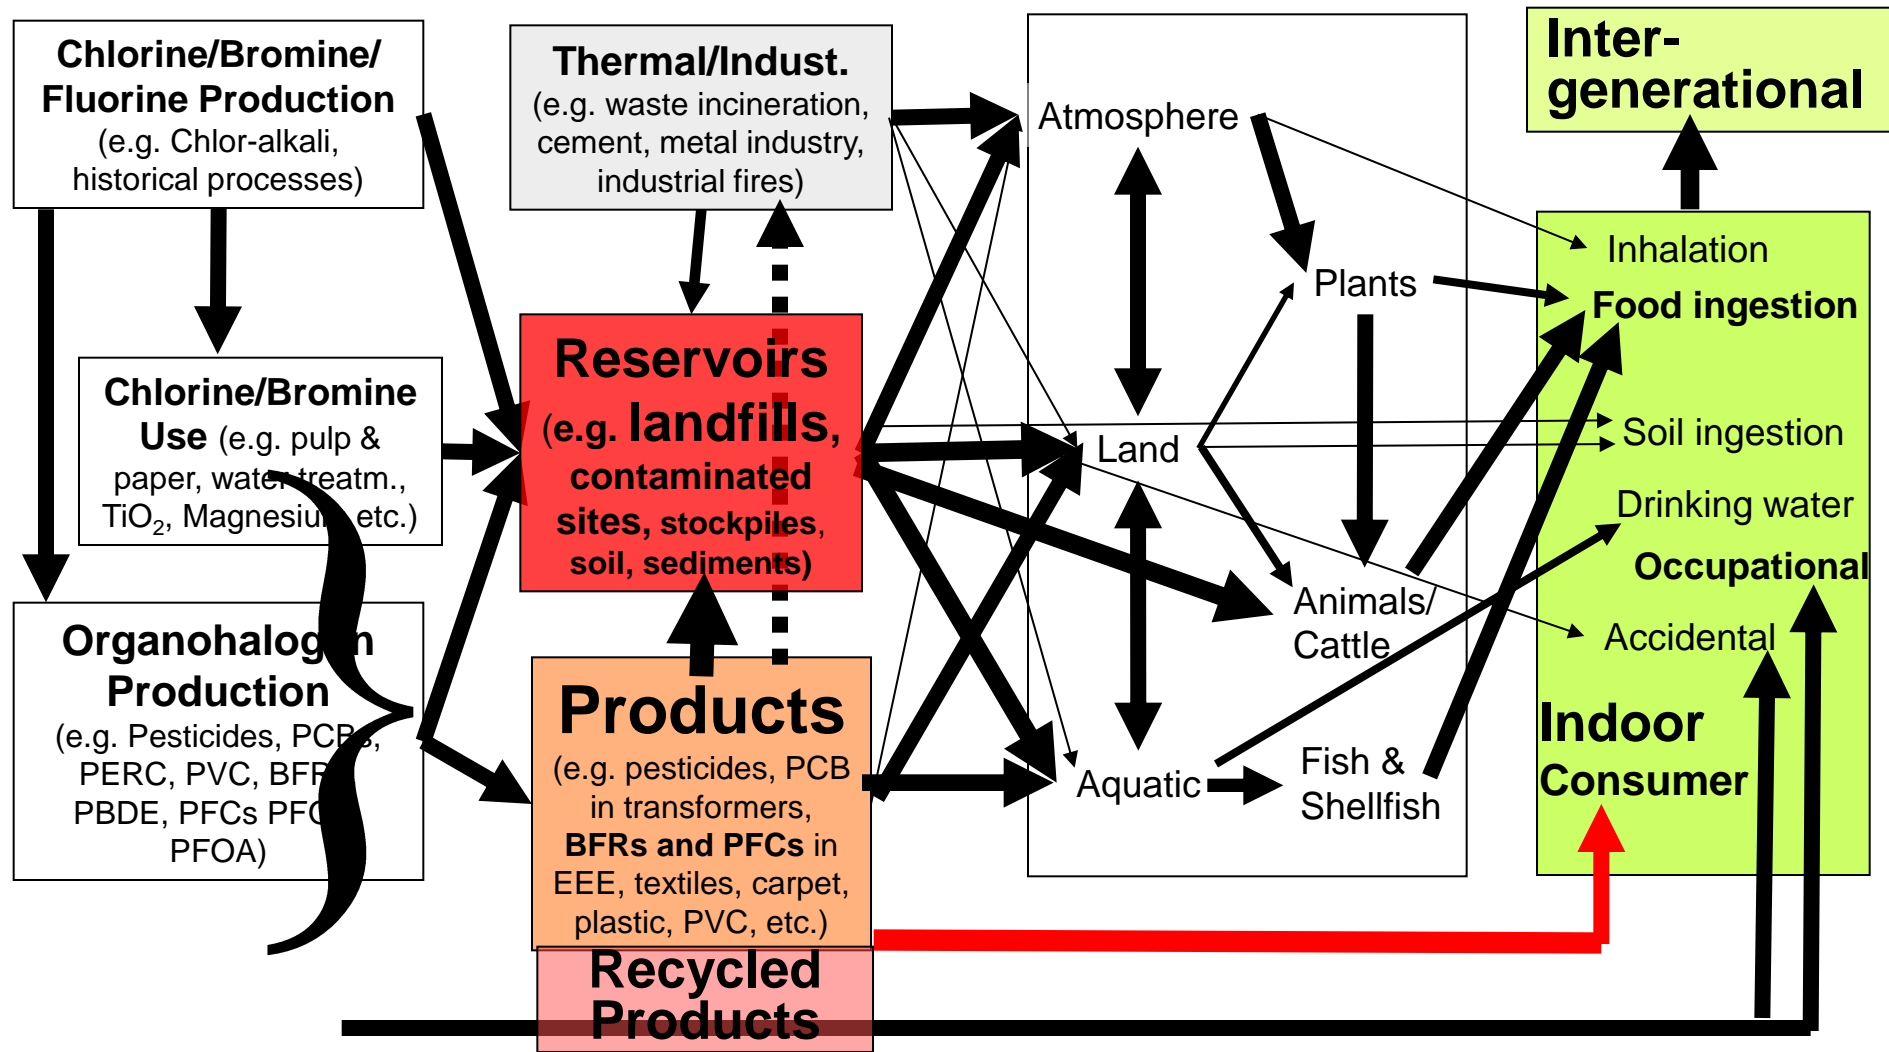 Chlorine/Bromine/
Fluorine Production
(e.g. Chlor-alkali,
historical processes)
Chlorine/Bromine
Use (e.g. pulp &
paper, water treatm.,
TiO2, Magnesium, etc.)
Organohalogen
Production
(e.g. Pesticides, PCBs,
PERC, PVC, BFR
PBDE, PFCs
PFOA)
Thermal/Indust.
(e.g. waste incineration,
cement, metal industry,
industrial fires)
Reservoirs
(e.g. landfills,
contaminated
sites, stockpiles,
soil, sediments)
Products
(e.g. pesticides, PCB
in transformers,
BFRs and PFCs in
EEE, textiles, carpet,
plastic, PVC, etc.)
Recycled
Products
Atmosphere
Plants
Land
Animals/
Cattle
Aquatic
Fish &
Shellfish
Inter-
generational
Inhalation
Food ingestion
Soil ingestion
Drinking water
Occupational
Accidental
Indoor
Consumer